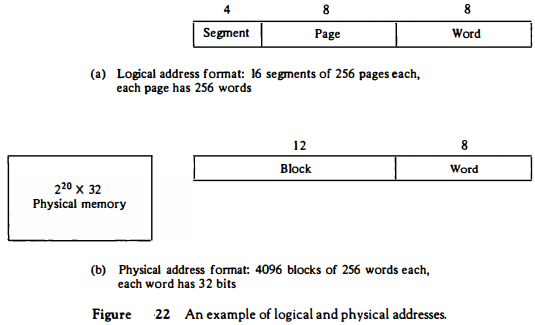 4 8 8
Segment Page Word
(a) Logical address format: 16 segments of 256 pages each,
each page has 256 words
12 8
Block Word
2²⁰ X 32
Physical memory
(b) Physical address format: 4096 blocks of 256 words each,
each word has 32 bits
Figure 22 An example of logical and physical addresses.